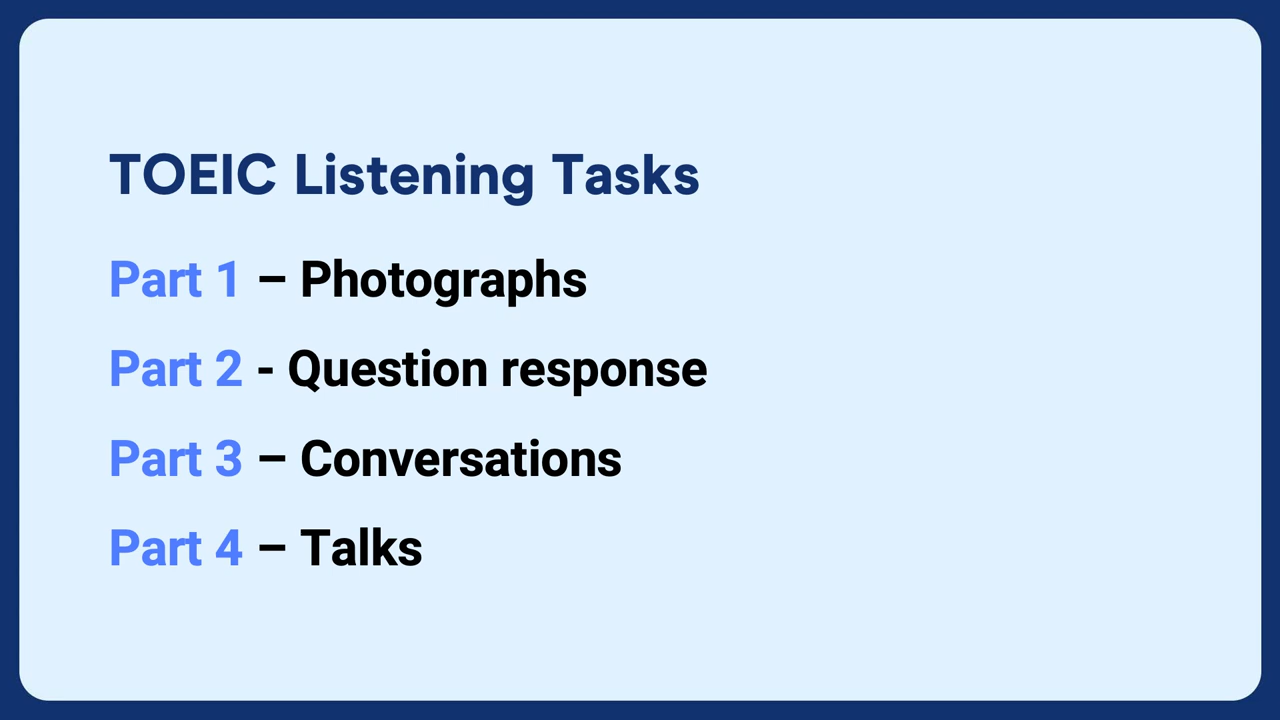 TOEIC Listening Tasks
Part 1 – Photographs
Part 2 - Question response
Part 3 – Conversations
Part 4 – Talks